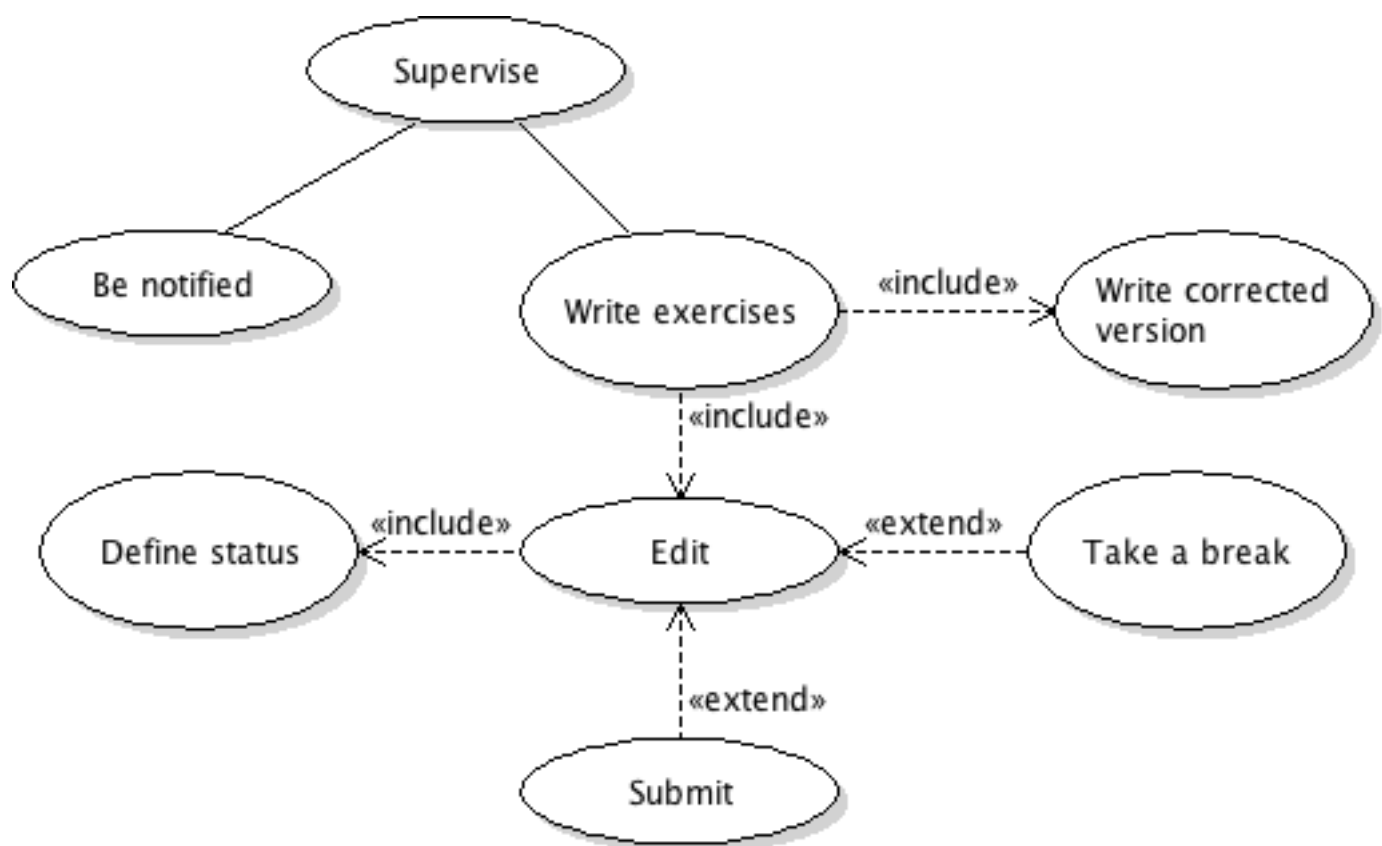 Supervise
Be notified
Write exercises
«include»
Write corrected
version
«include»
Define status
«include»
Edit
«extend»
Take a break
«extend»
Submit